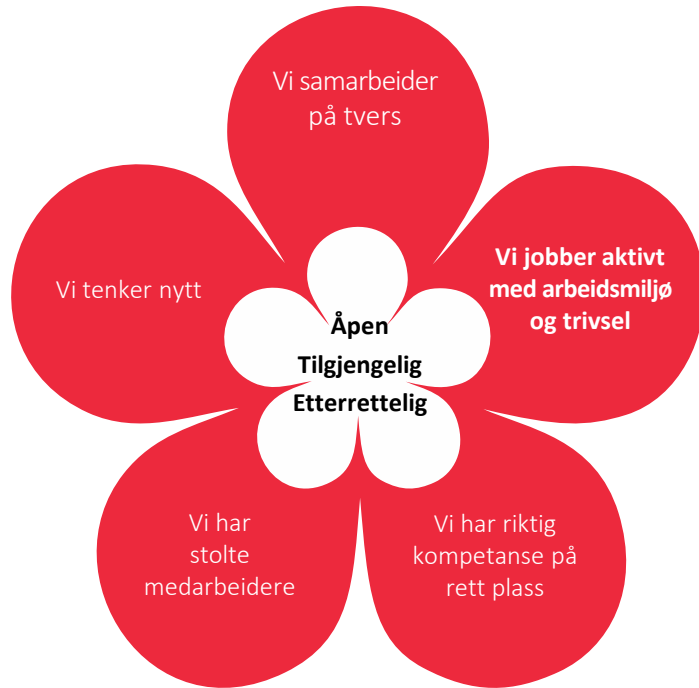 Vi samarbeider
på tvers
Vi jobber aktivt
med arbeidsmiljø
og trivsel
Vi tenker nytt
Åpen
Tilgjengelig
Etterrettelig
Vi har
stolte
medarbeidere
Vi har riktig
kompetanse på
rett plass